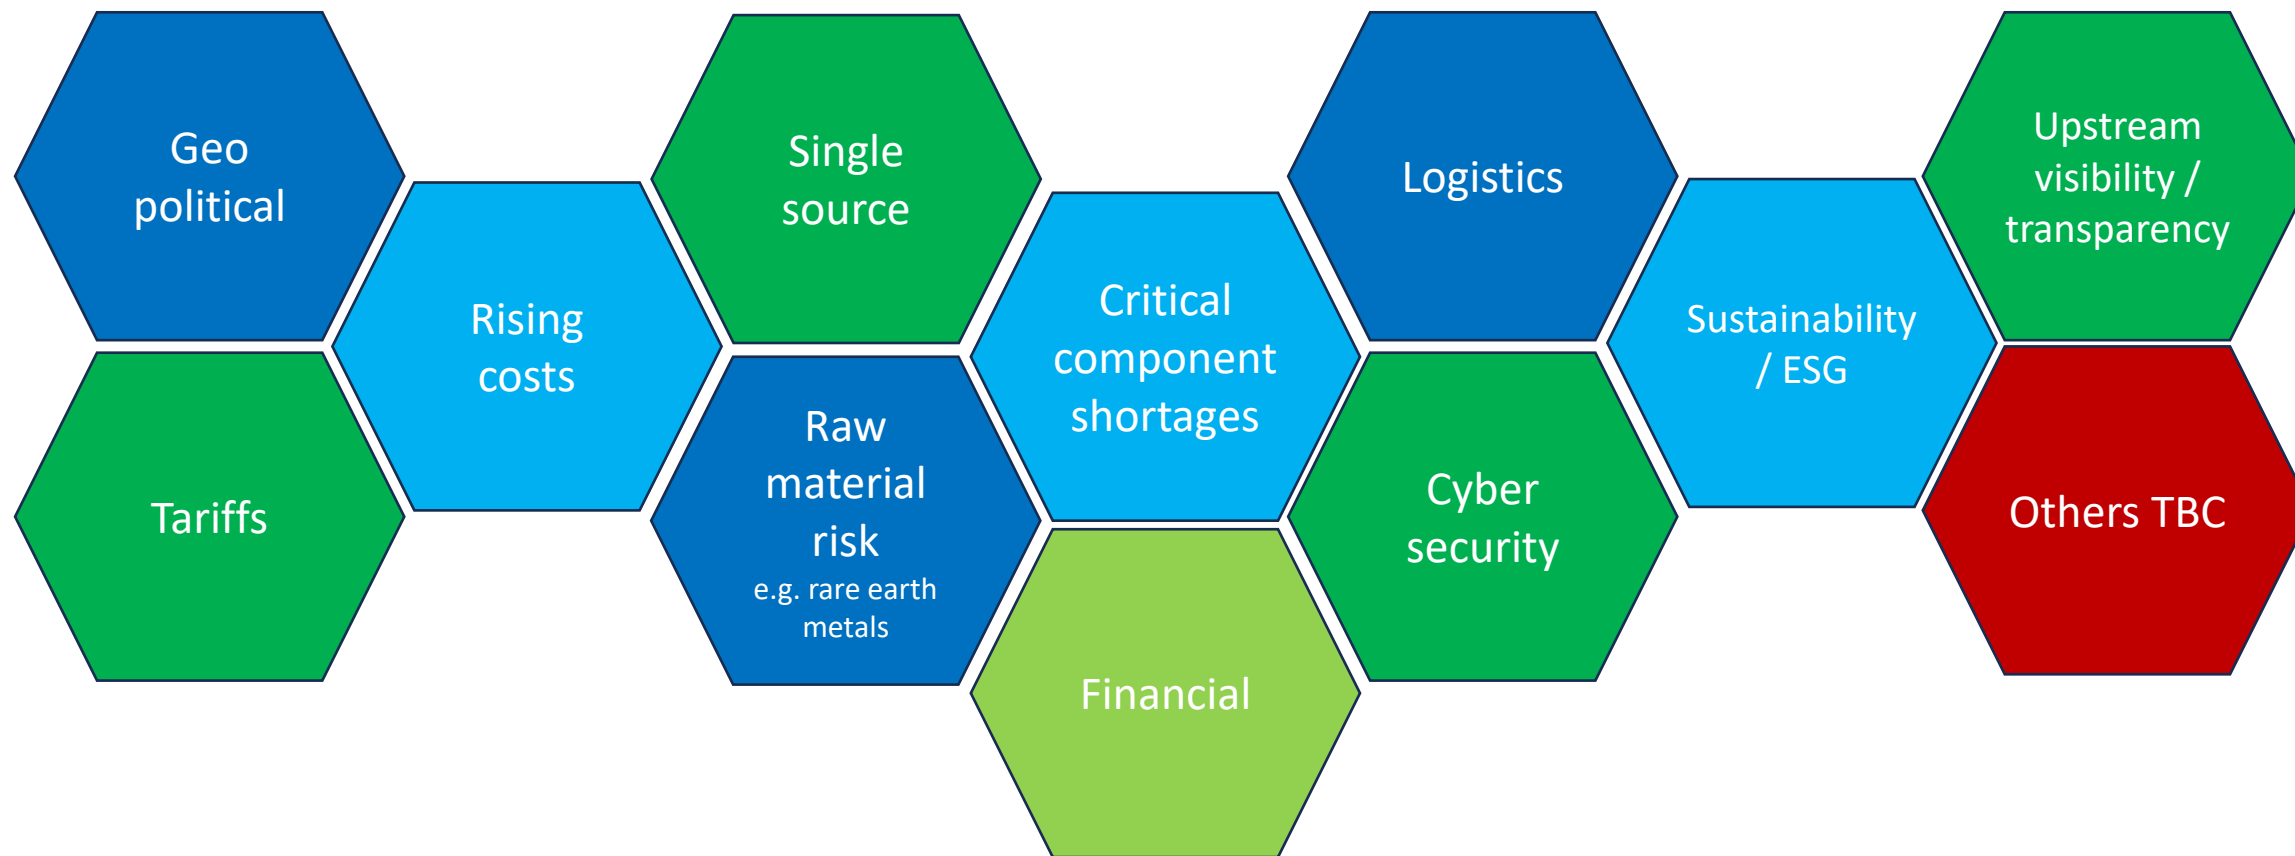 Geo
political
Tariffs
Rising
costs
Single
source
Raw
material
risk
e.g. rare earth
metals
Critical
component
shortages
Financial
Logistics
Cyber
security
Sustainability
/ ESG
Upstream
visibility /
transparency
Others TBC